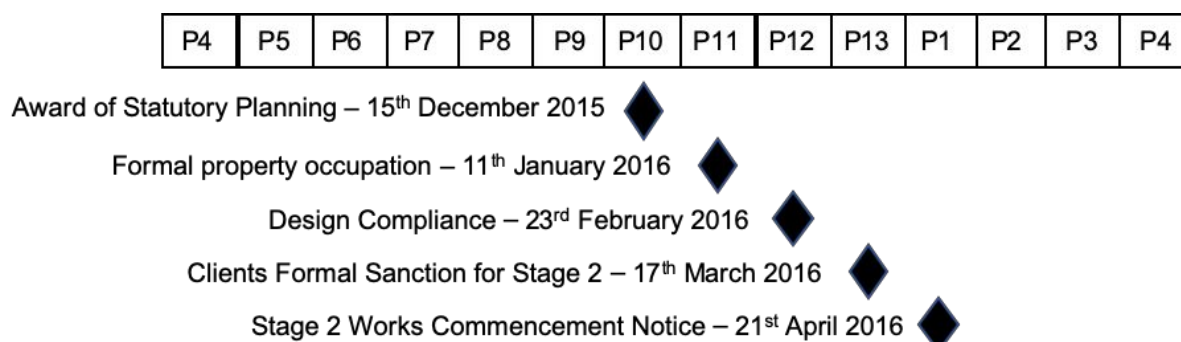 P4 P5 P6 P7 P8 P9 P10 P11 P12 P13 P1 P2 P3 P4
Award of Statutory Planning – 15th December 2015
Formal property occupation – 11th January 2016
Design Compliance – 23rd February 2016
Clients Formal Sanction for Stage 2 – 17th March 2016
Stage 2 Works Commencement Notice – 21st April 2016